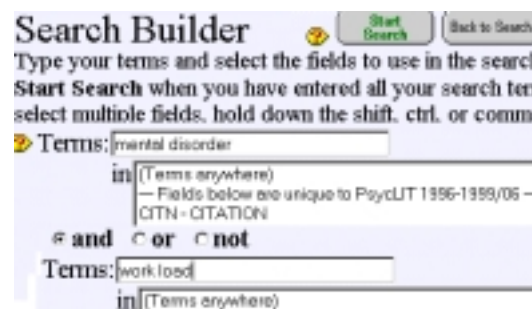 Search Builder
Start Search
Back to Search
Type your terms and select the fields to use in the search
Start Search when you have entered all your search ter
select multiple fields, hold down the shift, ctrl, or comm
Terms: mental disorder
in (Terms anywhere)
— Fields below are unique to PsycLIT 1996-1999/06 —
CITN - CITATION
and or not
Terms: work load
in (Terms anywhere)